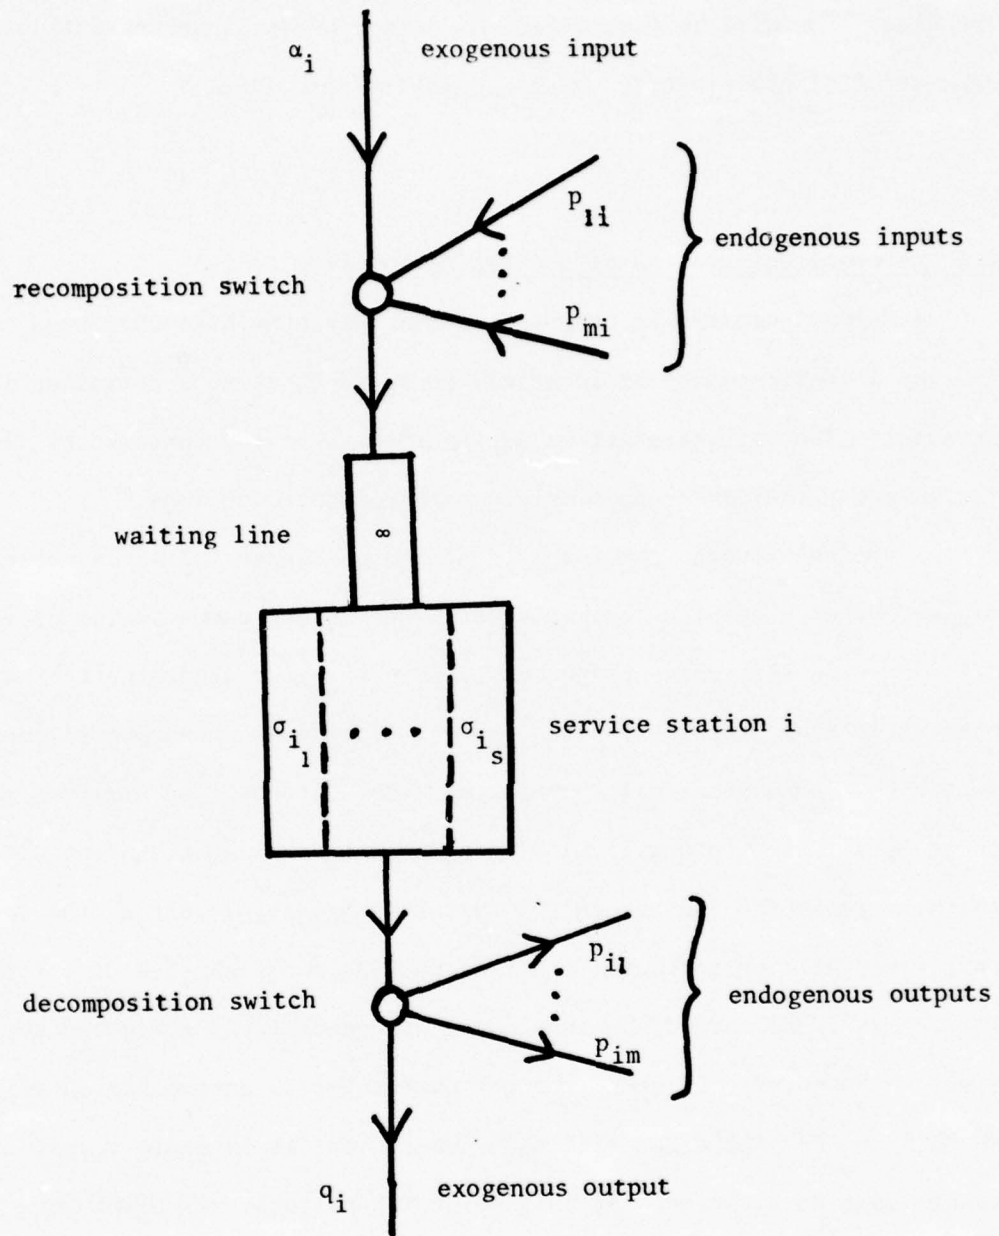 α_i exogenous input
p_1i
endogenous inputs
recomposition switch
p_mi
waiting line ∞
σ_i_1 • • • σ_i_s service station i
p_i1
decomposition switch endogenous outputs
p_im
q_i exogenous output